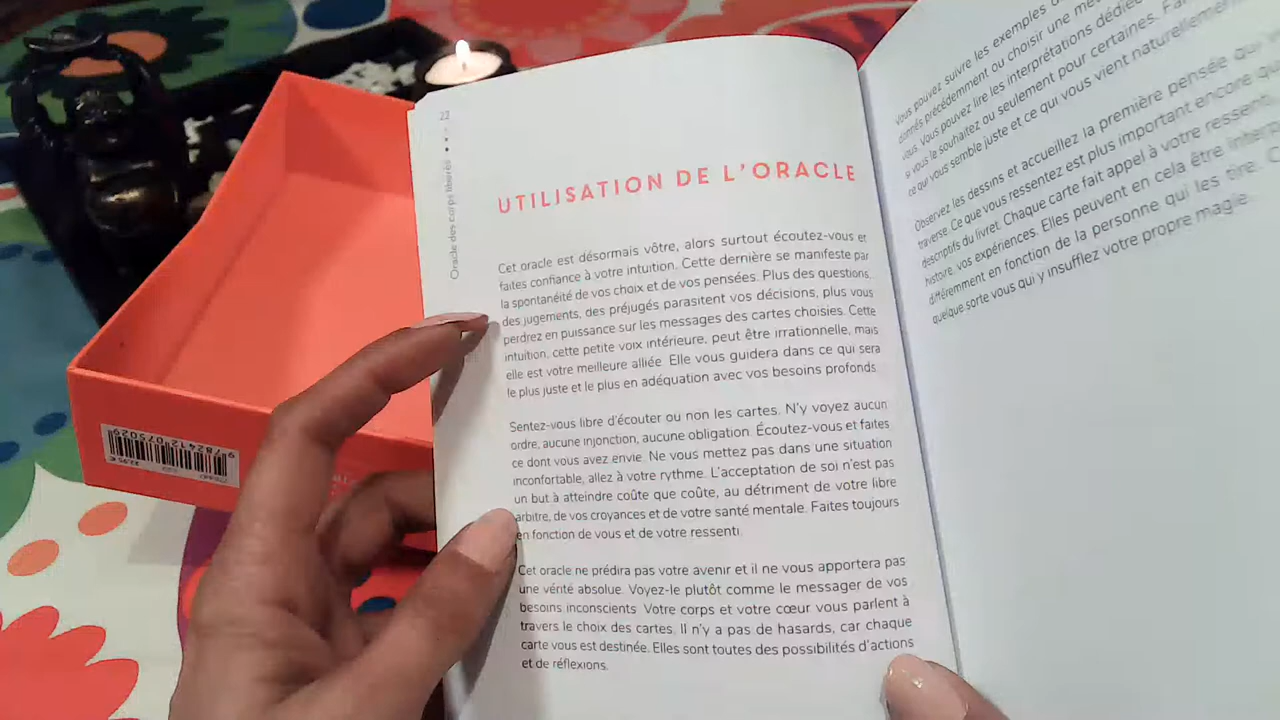 22
Oracle des corps libérés
UTILISATION DE L'ORACLE
Cet oracle est désormais vôtre, alors surtout écoutez-vous et
faites confiance à votre intuition. Cette dernière se manifeste par
la spontanéité de vos choix et de vos pensées. Plus des questions,
des jugements, des préjugés parasitent vos décisions, plus vous
perdrez en puissance sur les messages des cartes choisies. Cette
intuition, cette petite voix intérieure, peut être irrationnelle, mais
elle est votre meilleure alliée. Elle vous guidera dans ce qui sera
le plus juste et le plus en adéquation avec vos besoins profonds.
Sentez-vous libre d'écouter ou non les cartes. N'y voyez aucun
ordre, aucune injonction, aucune obligation. Écoutez-vous et faites
ce dont vous avez envie. Ne vous mettez pas dans une situation
inconfortable, allez à votre rythme. L'acceptation de soi n'est pas
un but à atteindre coûte que coûte, au détriment de votre libre
arbitre, de vos croyances et de votre santé mentale. Faites toujours
en fonction de vous et de votre ressenti.
Cet oracle ne prédira pas votre avenir et il ne vous apportera pas
une vérité absolue. Voyez-le plutôt comme le messager de vos
besoins inconscients. Votre corps et votre cœur vous parlent à
travers le choix des cartes. Il n'y a pas de hasards, car chaque
carte vous est destinée. Elles sont toutes des possibilités d'actions
et de réflexions.
Vous pouvez suivre les exemples
donnés précédemment ou choisir une
vous. Vous pouvez lire les interprétations
si vous le souhaitez ou seulement pour certaines.
ce qui vous semble juste et ce qui vous vient naturellement
Observez les dessins et accueillez la première pensée qui
traverse. Ce que vous ressentez est plus important encore
descriptifs du livret. Chaque carte fait appel à votre ressenti
histoire, vos expériences. Elles peuvent en cela être
différemment en fonction de la personne qui les tire.
quelque sorte vous qui y insufflez votre propre magie.
9782412075029